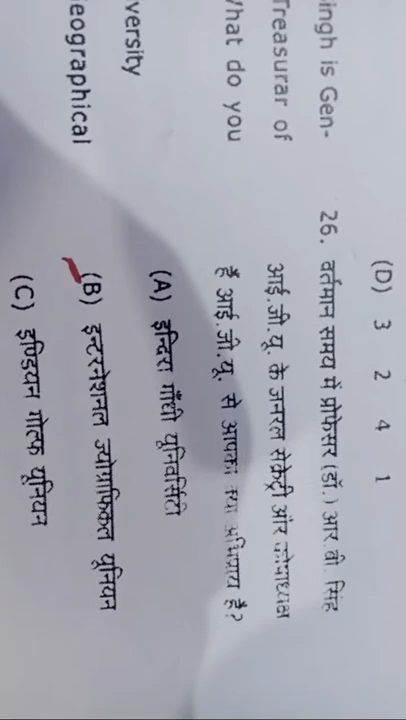 ingh is Gen-
Treasurar of
What do you
versity
eographical
(D) 3 2 4 1
26. वर्तमान समय में प्रोफेसर (डॉ.) आर. बी. सिंह
आई.जी.यू. के जनरल सेक्रेट्री और कोषाध्यक्ष
हैं आई.जी.यू. से आपका क्या अभिप्राय है?
(A) इन्दिरा गाँधी यूनिवर्सिटी
(B) इन्टरनेशनल ज्योग्राफिकल यूनियन
(C) इण्डियन गोल्फ यूनियन